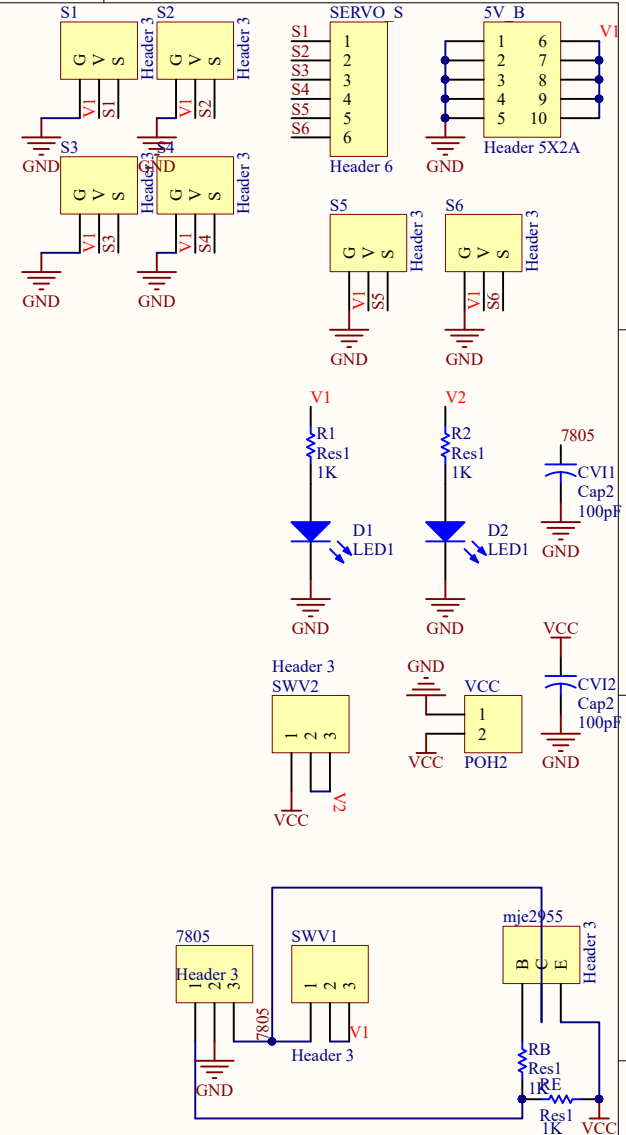 S1
G V S
Header 3
V1
S1
GND
S2
G V S
Header 3
V1
S2
GND
SERVO_S
S1 1
S2 2
S3 3
S4 4
S5 5
S6 6
Header 6
5V_B
V1
1 6
2 7
3 8
4 9
5 10
GND
Header 5X2A
S3
G V S
Header 3
V1
S3
GND
S4
G V S
Header 3
V1
S4
GND
S5
G V S
Header 3
V1
S5
GND
S6
G V S
Header 3
V1
S6
GND
V1
R1
Res1
1K
D1
LED1
GND
V2
R2
Res1
1K
D2
LED1
GND
7805
CVI1
Cap2
100pF
GND
Header 3
SWV2
1 2 3
V2
VCC
GND
VCC
1
2
VCC
POH2
VCC
CVI2
Cap2
100pF
GND
7805
Header 3
1 2 3
7805
GND
SWV1
1 2 3
V1
Header 3
mje2955
B C E
Header 3
RB
Res1
1K
RE
Res1
1K
VCC